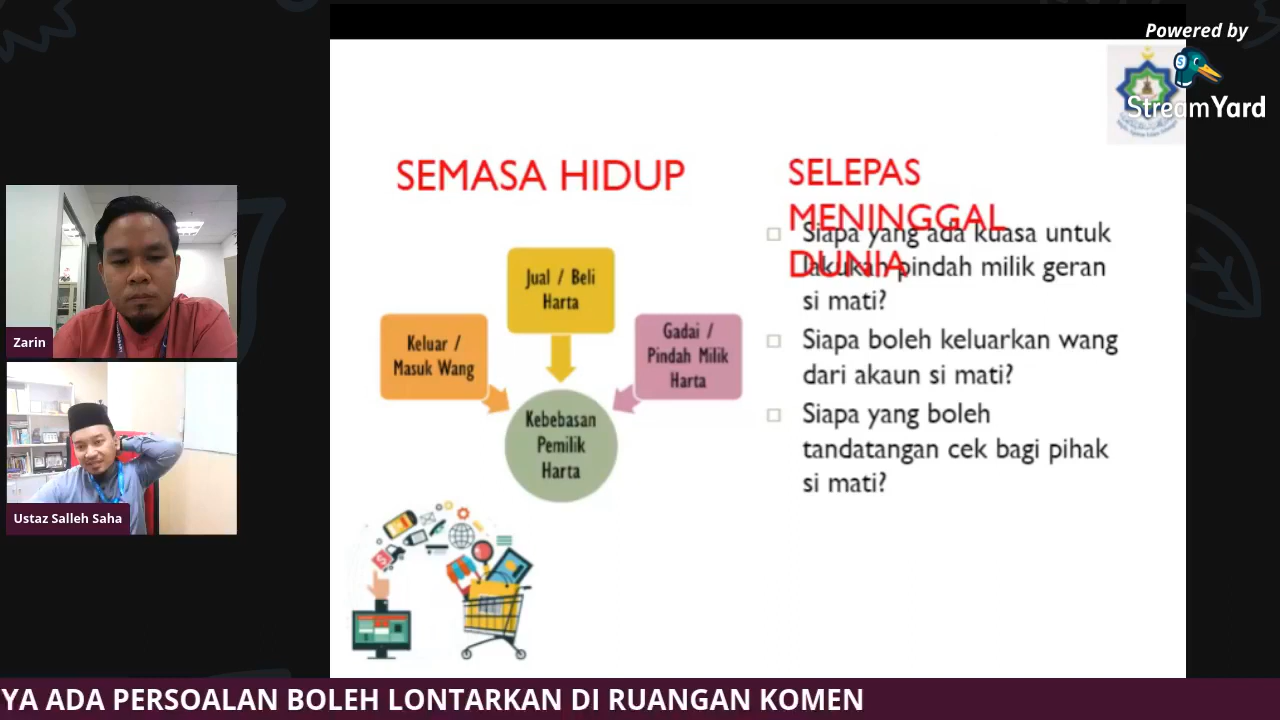 Powered by
StreamYard
SEMASA HIDUP
Jual / Beli
Harta
Keluar /
Masuk Wang
Gadai /
Pindah Milik
Harta
Kebebasan
Pemilik
Harta
SELEPAS
MENINGGAL
DUNIA
Siapa yang ada kuasa untuk
lakukan pindah milik geran
si mati?
Siapa boleh keluarkan wang
dari akaun si mati?
Siapa yang boleh
tandatangan cek bagi pihak
si mati?
Zarin
Ustaz Salleh Saha
YA ADA PERSOALAN BOLEH LONTARKAN DI RUANGAN KOMEN